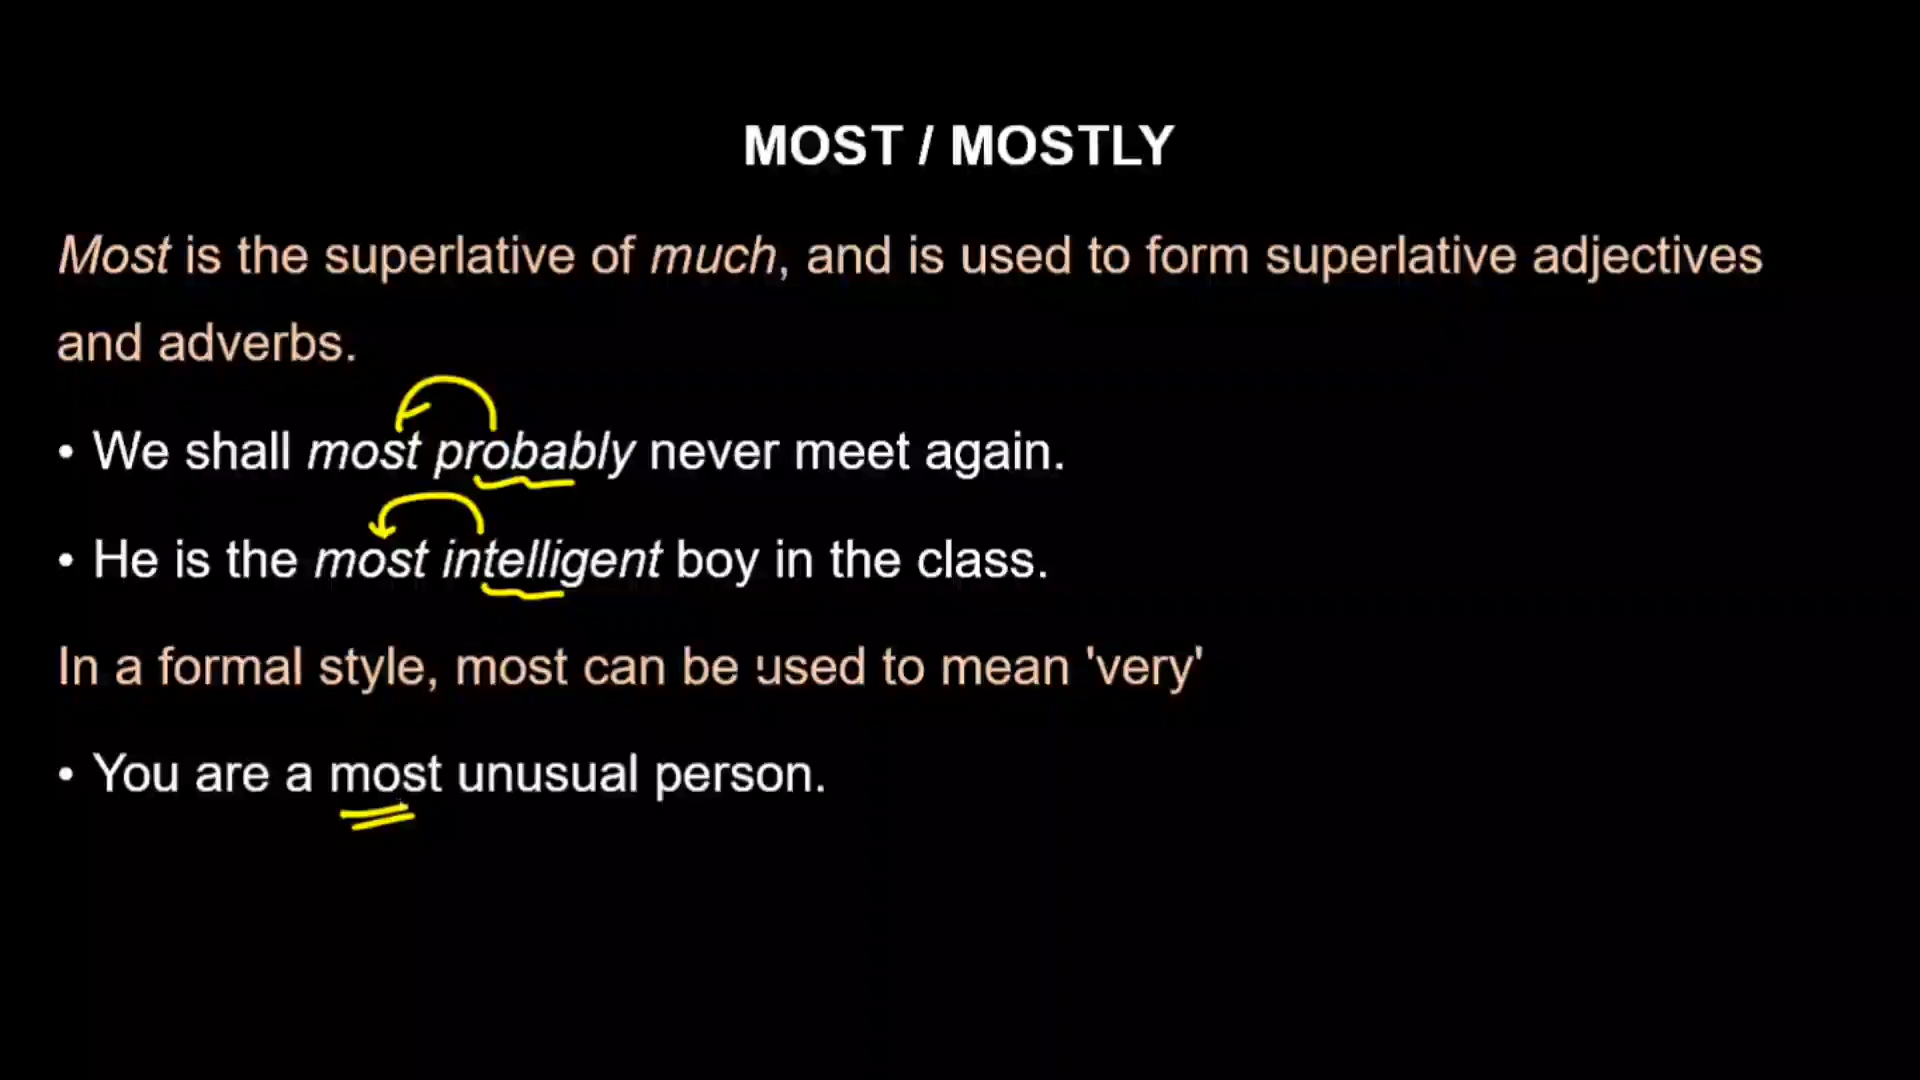 MOST / MOSTLY
Most is the superlative of much, and is used to form superlative adjectives
and adverbs.
• We shall most probably never meet again.
• He is the most intelligent boy in the class.
In a formal style, most can be used to mean 'very'
• You are a most unusual person.